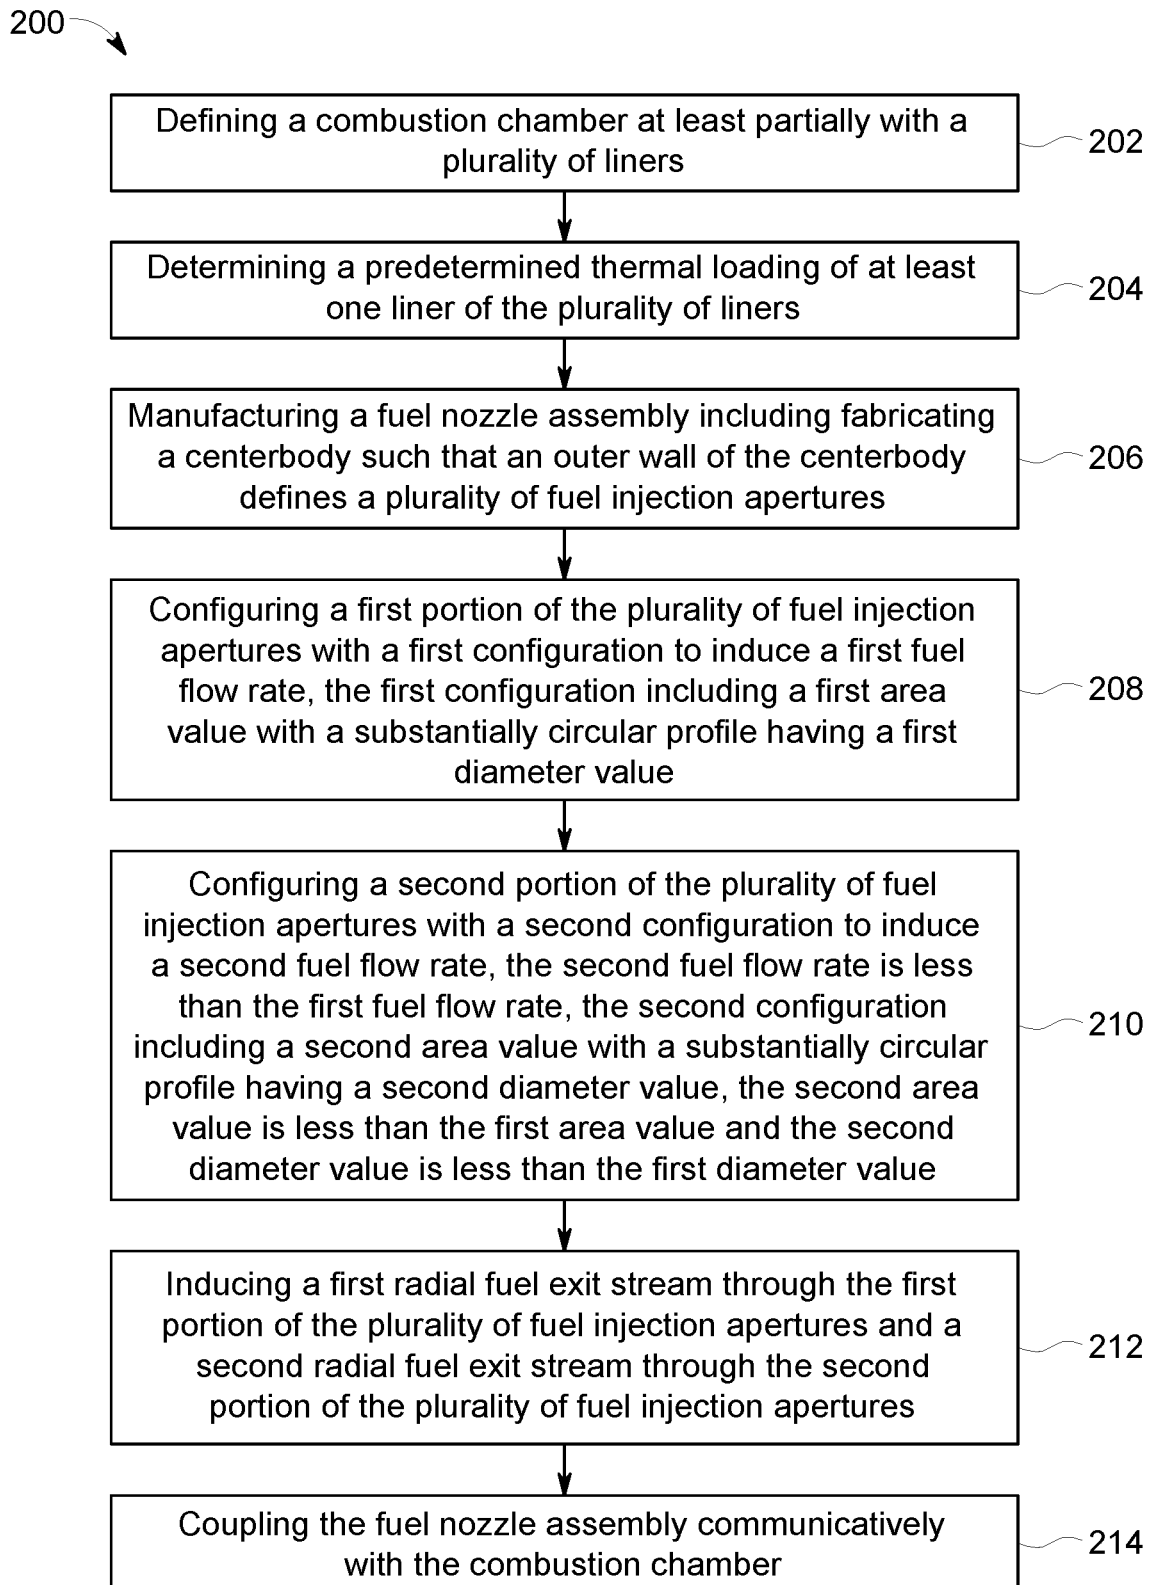 200
Defining a combustion chamber at least partially with a
plurality of liners
202
Determining a predetermined thermal loading of at least
one liner of the plurality of liners
204
Manufacturing a fuel nozzle assembly including fabricating
a centerbody such that an outer wall of the centerbody
defines a plurality of fuel injection apertures
206
Configuring a first portion of the plurality of fuel injection
apertures with a first configuration to induce a first fuel
flow rate, the first configuration including a first area
value with a substantially circular profile having a first
diameter value
208
Configuring a second portion of the plurality of fuel
injection apertures with a second configuration to induce
a second fuel flow rate, the second fuel flow rate is less
than the first fuel flow rate, the second configuration
including a second area value with a substantially circular
profile having a second diameter value, the second area
value is less than the first area value and the second
diameter value is less than the first diameter value
210
Inducing a first radial fuel exit stream through the first
portion of the plurality of fuel injection apertures and a
second radial fuel exit stream through the second
portion of the plurality of fuel injection apertures
212
Coupling the fuel nozzle assembly communicatively
with the combustion chamber
214